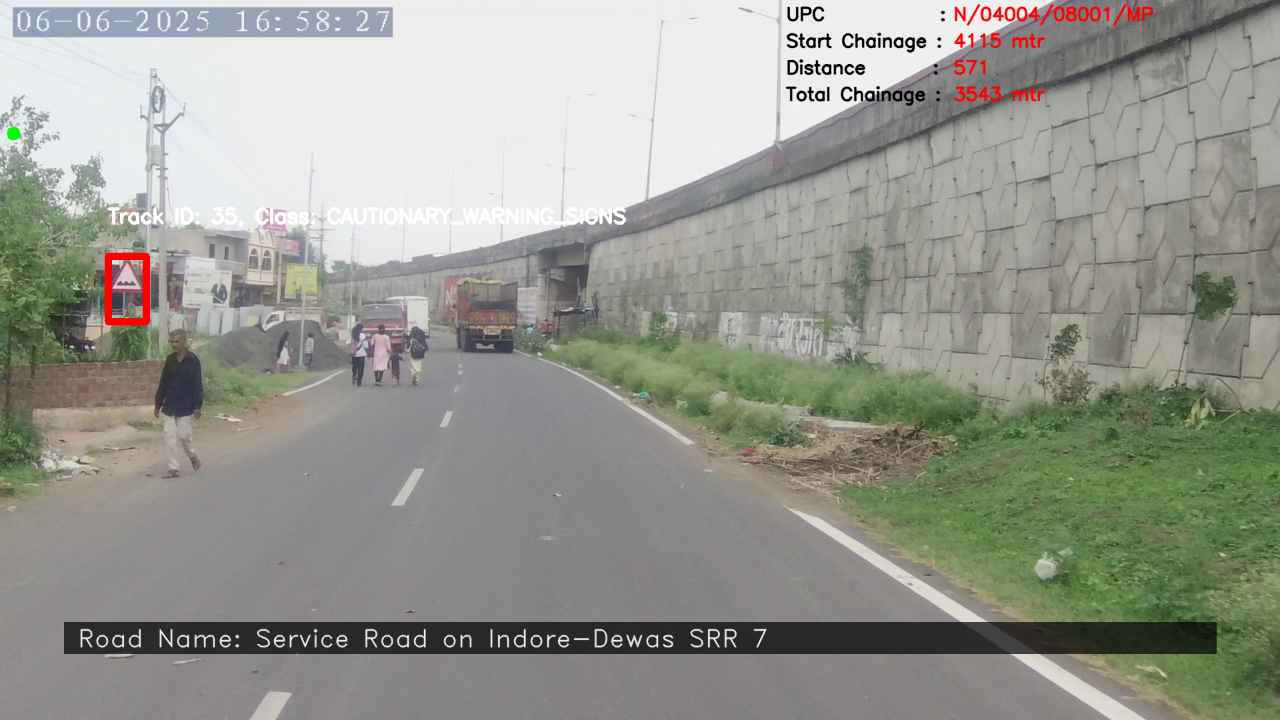 06-06-2025 16:58:27
UPC : N/04004/08001/MP
Start Chainage : 4115 mtr
Distance : 571
Total Chainage : 3543 mtr
Track ID: 35, Class: CAUTIONARY_WARNING_SIGNS
Road Name: Service Road on Indore-Dewas SRR 7